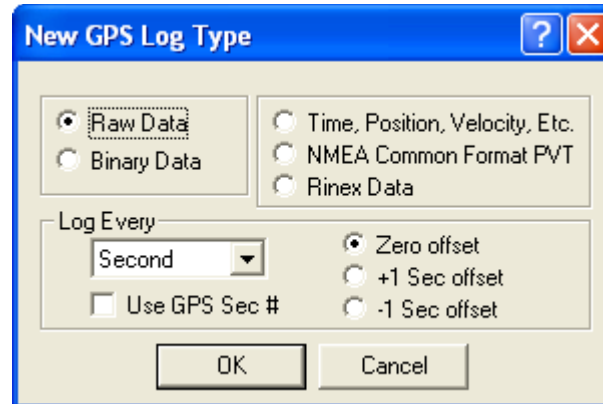 New GPS Log Type
Raw Data
Binary Data
Time, Position, Velocity, Etc.
NMEA Common Format PVT
Rinex Data
Log Every
Second
Use GPS Sec #
Zero offset
+1 Sec offset
-1 Sec offset
OK
Cancel